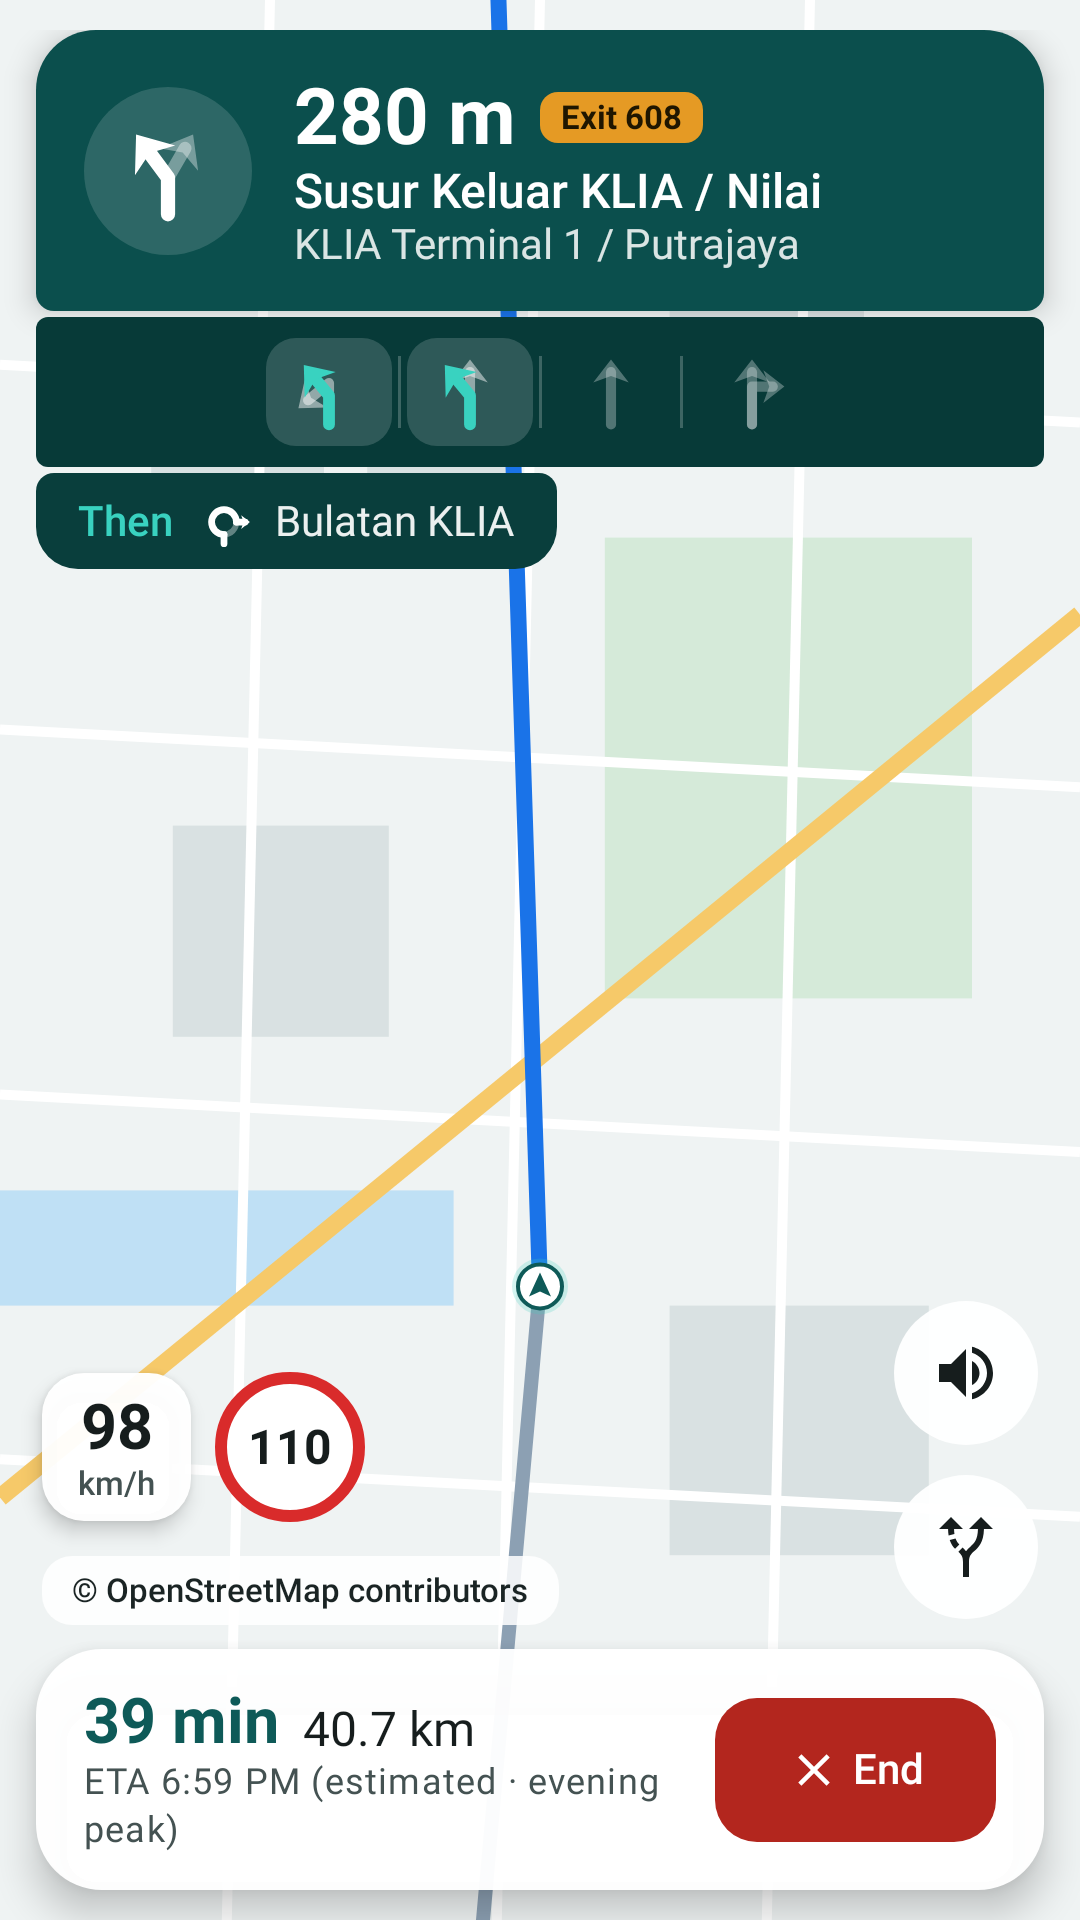 280 m
Exit 608
Susur Keluar KLIA / Nilai
KLIA Terminal 1 / Putrajaya
Then
Bulatan KLIA
98
km/h
110
© OpenStreetMap contributors
39 min 40.7 km
ETA 6:59 PM (estimated · evening
peak)
End